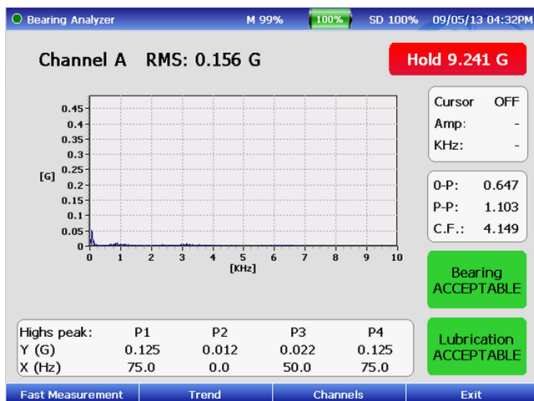 Bearing Analyzer M 99% 100% SD 100% 09/05/13 04:32PM
Channel A RMS: 0.156 G Hold 9.241 G
0.45
0.4
0.35
0.3
0.25
0.2
0.15
0.1
0.05
0
[G]
0 1 2 3 4 5 6 7 8 9 10
[KHz]
Cursor OFF
Amp: -
KHz: -
0-P: 0.647
P-P: 1.103
C.F.: 4.149
Bearing
ACCEPTABLE
Lubrication
ACCEPTABLE
Highs peak: P1 P2 P3 P4
Y (G) 0.125 0.012 0.022 0.125
X (Hz) 75.0 0.0 50.0 75.0
Fast Measurement Trend Channels Exit